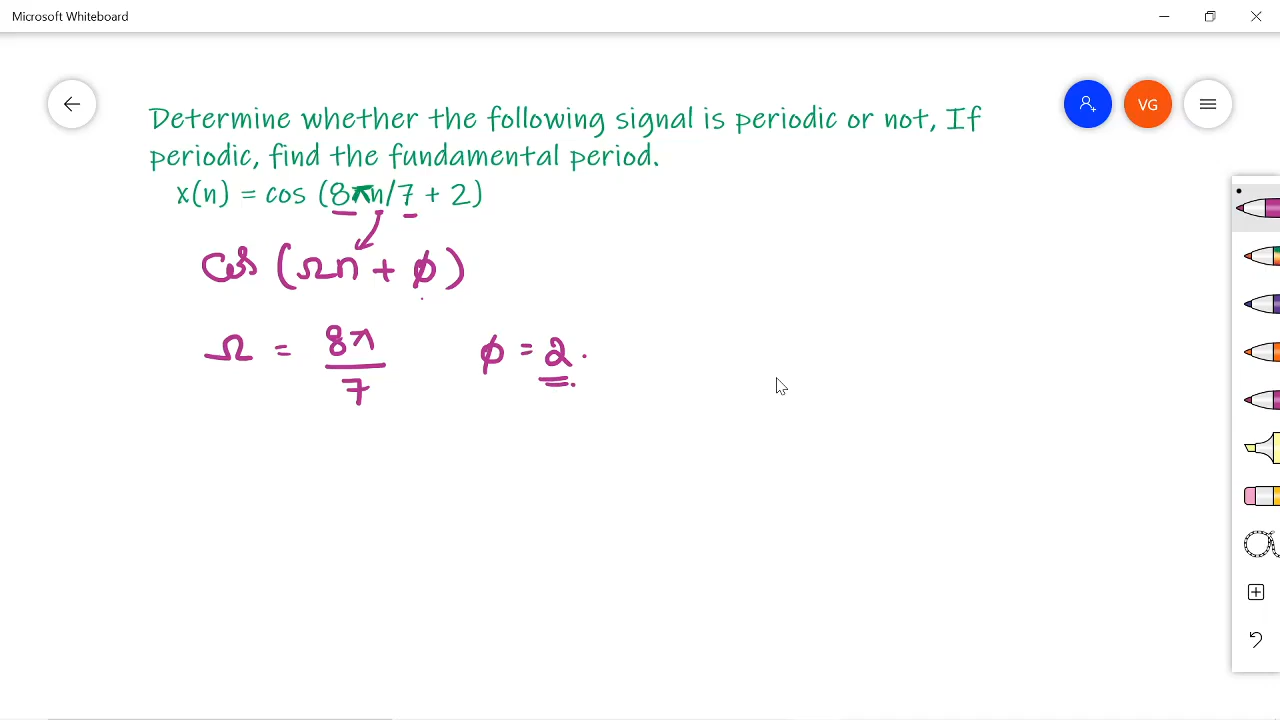 Microsoft Whiteboard
VG
Determine whether the following signal is periodic or not, If
periodic, find the fundamental period.
x(n) = cos (8πn/7 + 2)
Cos (Ωn + φ)
Ω = 8π/7 φ = 2.